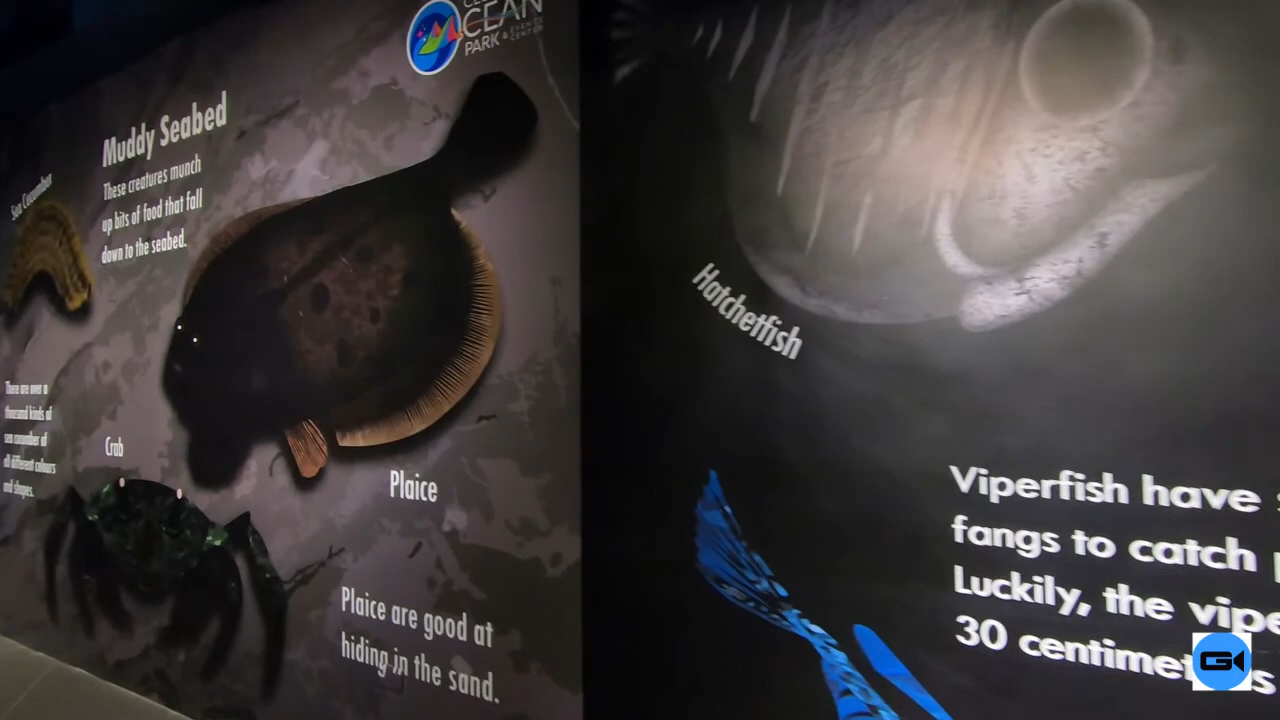 OCEAN
PARK & EVENTS
CENTER
Muddy Seabed
These creatures munch
up bits of food that fall
down to the seabed.
Sea Cucumber
There are over a
thousand kinds of
sea cucumber of
all different colours
and shapes.
Crab
Plaice
Plaice are good at
hiding in the sand.
Hatchetfish
Viperfish have
fangs to catch
Luckily, the
30